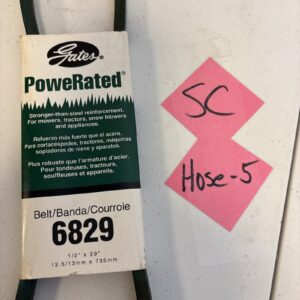 Gates
PoweRated®
Stronger-than-steel reinforcement.
For mowers, tractors, snow blowers
and appliances.
Refuerzo más fuerte que el acero.
Para cortacéspedes, tractores, máquinas
sopladoras de nieve y aparatos.
Plus robuste que l'armature d'acier.
Pour tondeuses, tracteurs,
souffleuses et appareils.
Belt/Banda/Courroie
6829
1/2" x 29"
12.5/13mm x 735mm
SC
Hose-5